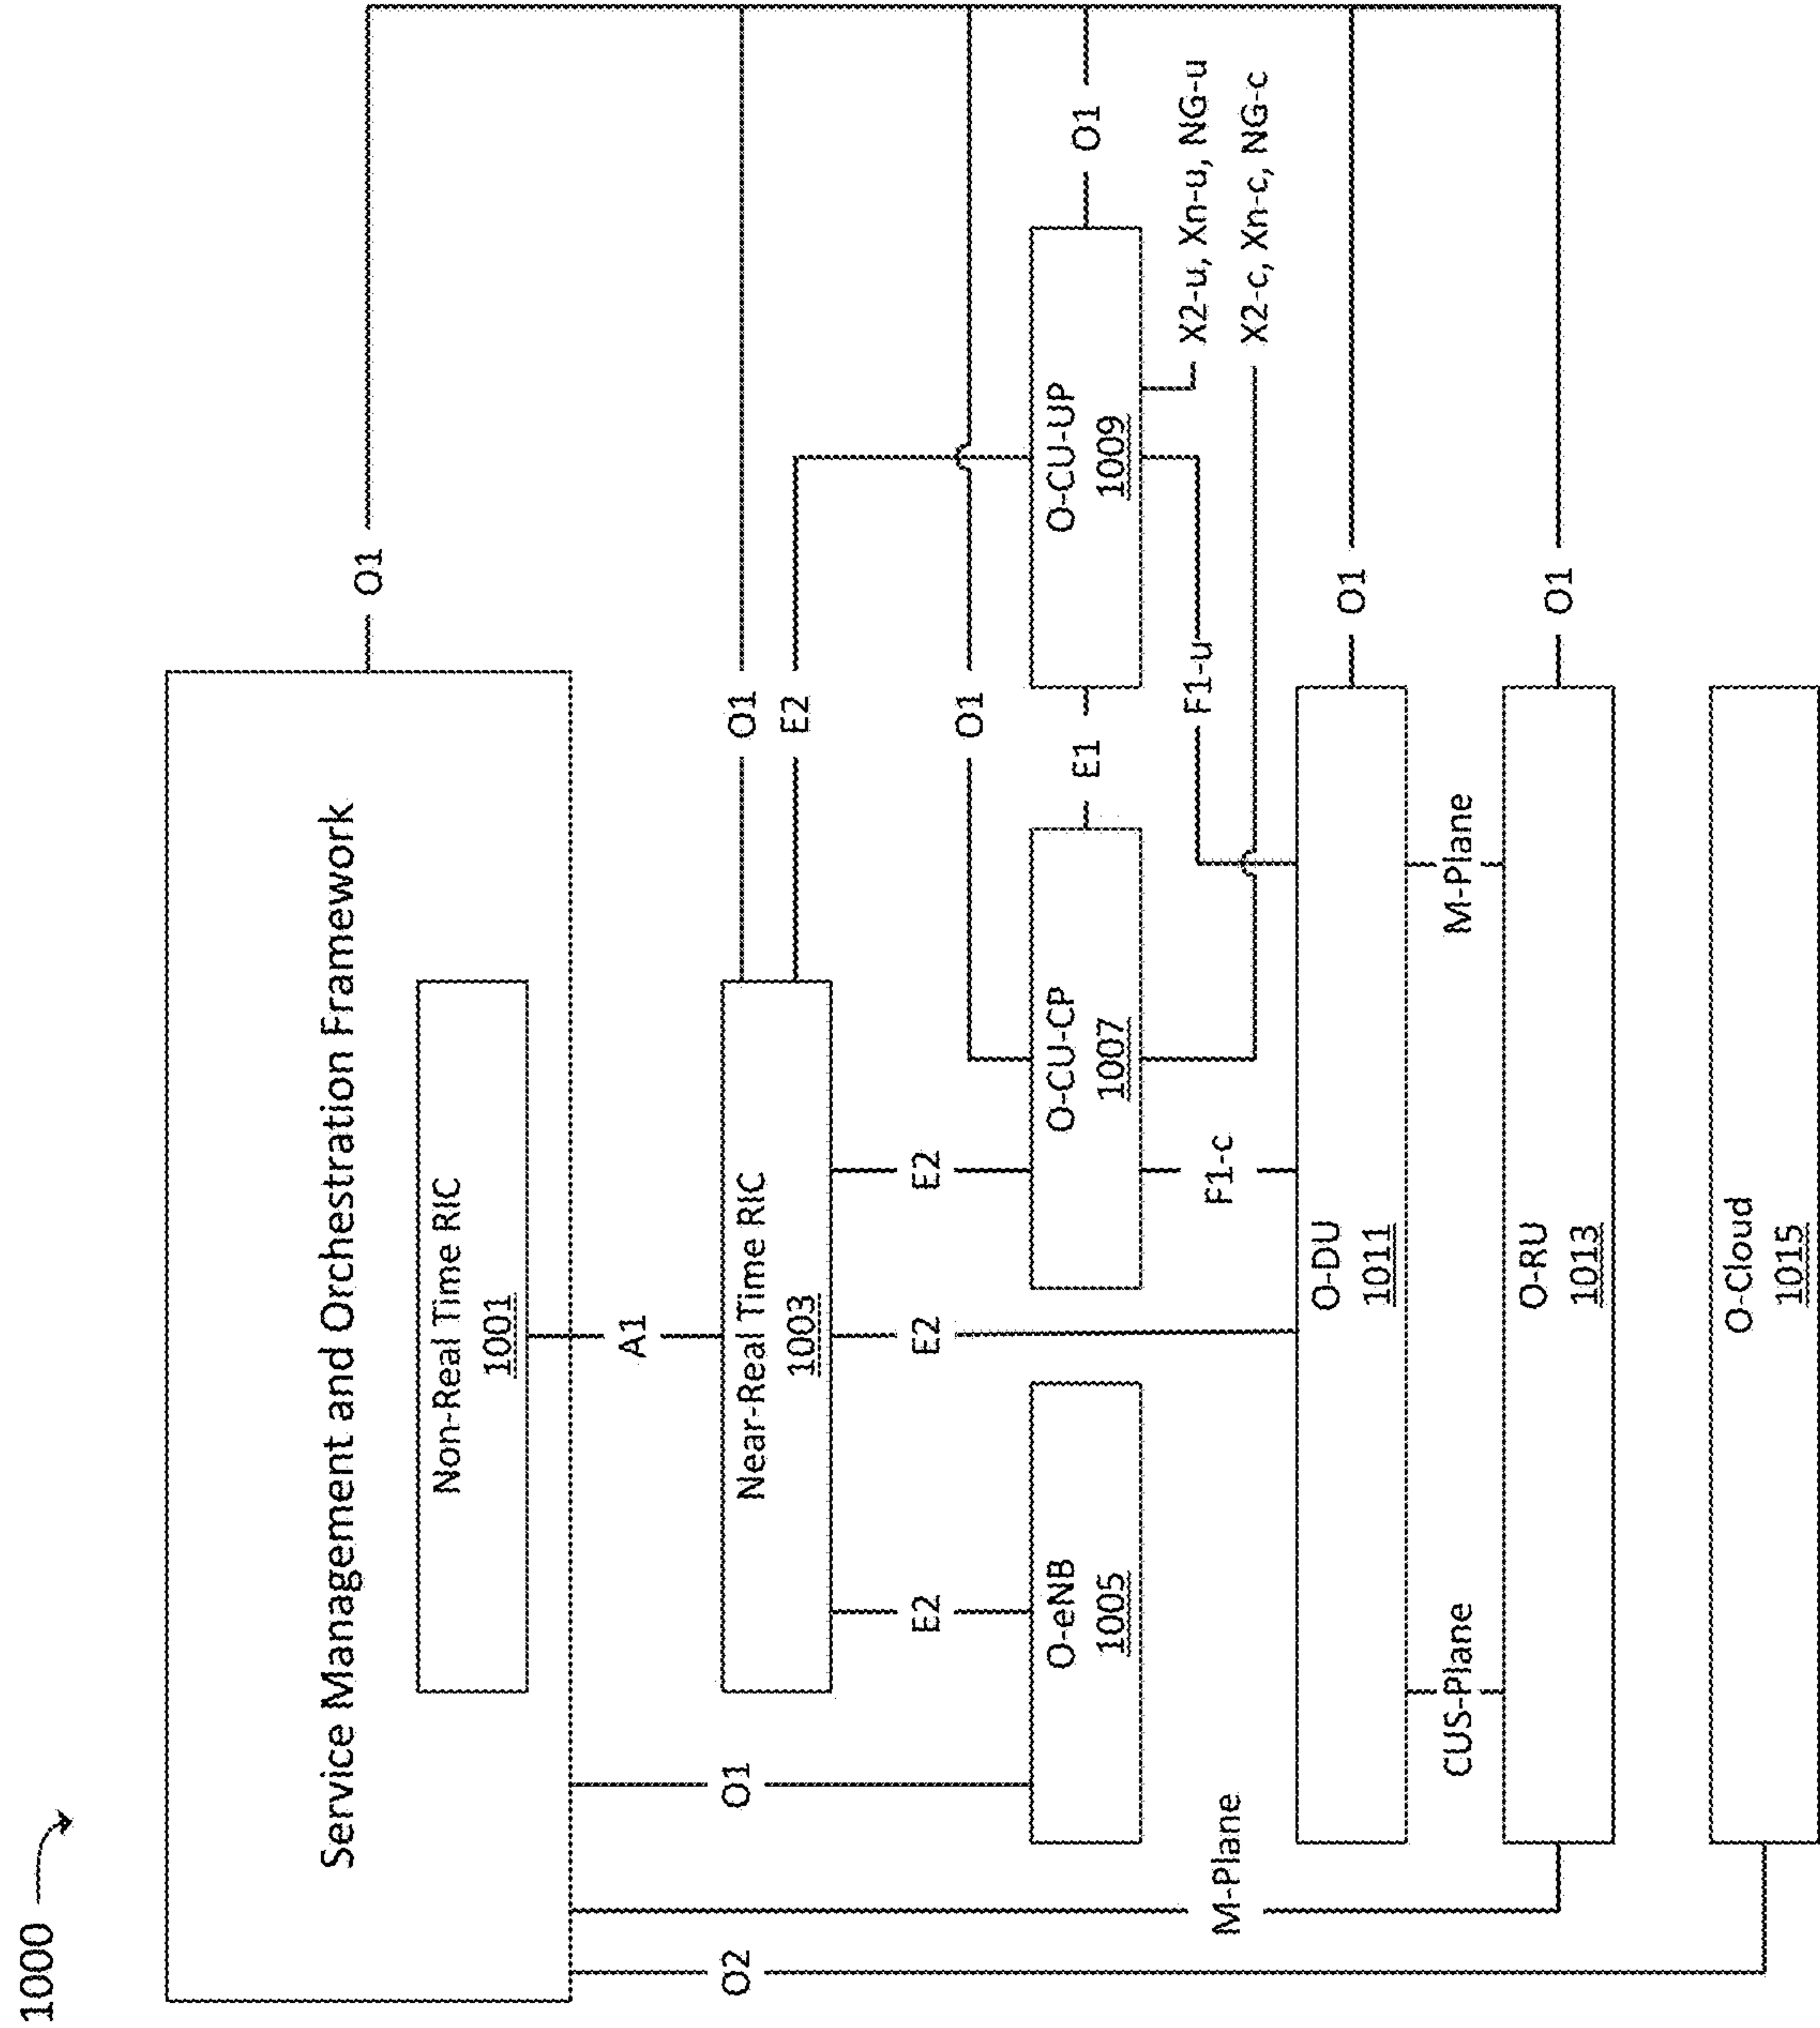 1000
Service Management and Orchestration Framework
O1
Non-Real Time RIC
1001
A1
O2
O1
Near-Real Time RIC
1003
O1
E2
E2
E2
E2
O1
O-eNB
1005
O-CU-CP
1007
E1
O-CU-UP
1009
O1
M-Plane
F1-c
F1-u
X2-u, Xn-u, NG-u
X2-c, Xn-c, NG-c
O-DU
1011
O1
CUS-Plane
M-Plane
O-RU
1013
O1
O-Cloud
1015